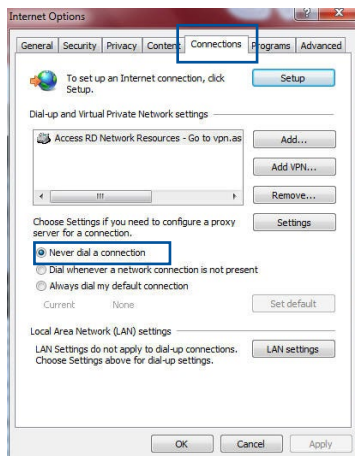 Internet Options
General Security Privacy Content Connections Programs Advanced
To set up an Internet connection, click
Setup.
Setup
Dial-up and Virtual Private Network settings
Access RD Network Resources - Go to vpn.as
Add...
Add VPN...
Remove...
Choose Settings if you need to configure a proxy
server for a connection.
Settings
Never dial a connection
Dial whenever a network connection is not present
Always dial my default connection
Current None
Set default
Local Area Network (LAN) settings
LAN Settings do not apply to dial-up connections.
Choose Settings above for dial-up settings.
LAN settings
OK Cancel Apply